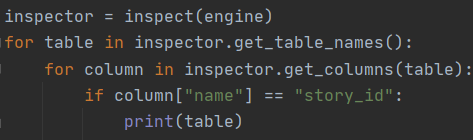 inspector = inspect(engine)
for table in inspector.get_table_names():
    for column in inspector.get_columns(table):
        if column["name"] == "story_id":
            print(table)